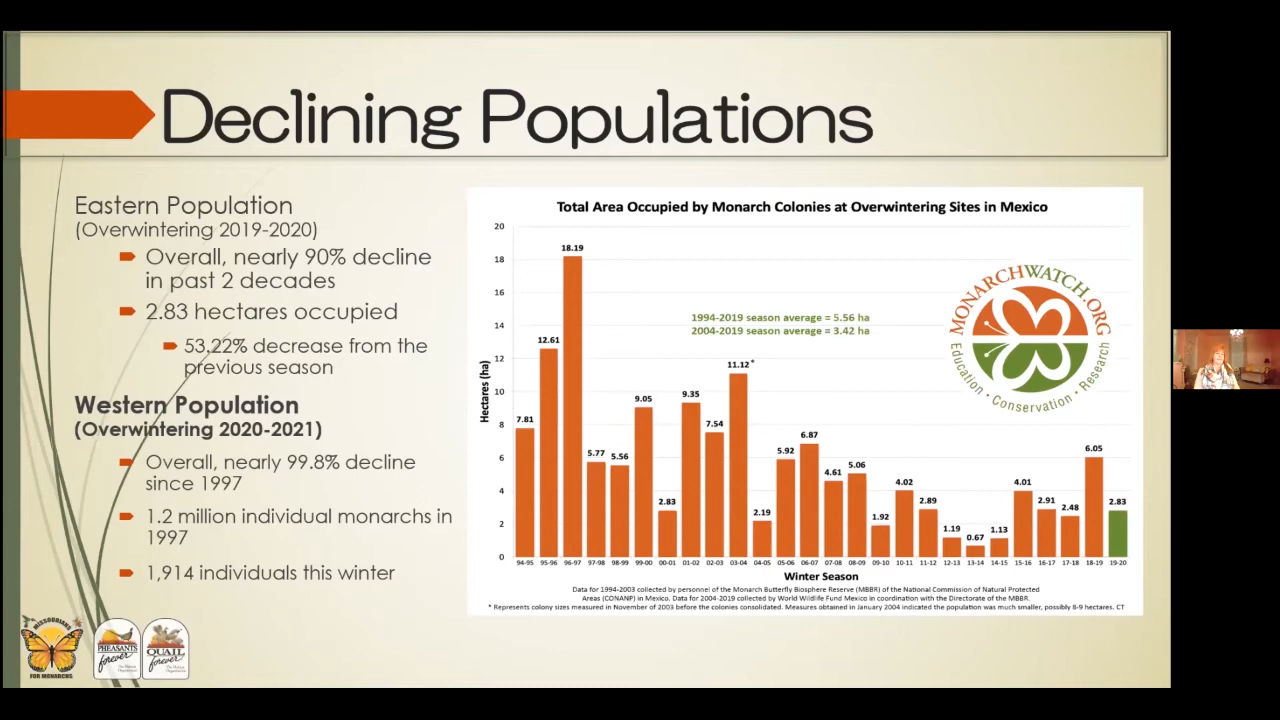 Declining Populations
Eastern Population
(Overwintering 2019-2020)
Overall, nearly 90% decline
in past 2 decades
2.83 hectares occupied
53.22% decrease from the
previous season
Western Population
(Overwintering 2020-2021)
Overall, nearly 99.8% decline
since 1997
1.2 million individual monarchs in
1997
1,914 individuals this winter
Total Area Occupied by Monarch Colonies at Overwintering Sites in Mexico
Hectares (ha)
20
18
16
14
12
10
8
6
4
2
0
1994-2019 season average = 5.56 ha
2004-2019 season average = 3.42 ha
MONARCHWATCH.ORG
Education • Conservation • Research
7.81
12.61
18.19
5.77
5.56
9.05
2.83
9.35
7.54
11.12*
2.19
5.92
6.87
4.61
5.06
1.92
4.02
2.89
1.19
0.67
1.13
4.01
2.91
2.48
6.05
2.83
94-95 95-96 96-97 97-98 98-99 99-00 00-01 01-02 02-03 03-04 04-05 05-06 06-07 07-08 08-09 09-10 10-11 11-12 12-13 13-14 14-15 15-16 16-17 17-18 18-19 19-20
Winter Season
Data for 1994-2003 collected by personnel of the Monarch Butterfly Biosphere Reserve (MBBR) of the National Commission of Natural Protected
Areas (CONANP) in Mexico. Data for 2004-2019 collected by World Wildlife Fund Mexico in coordination with the Directorate of the MBBR.
* Represents colony sizes measured in November of 2003 before the colonies consolidated. Measures obtained in January 2004 indicated the population was much smaller, possibly 8-9 hectares. CT
MISSOURIANS
FOR MONARCHS
PHEASANTS
forever
QUAIL
forever